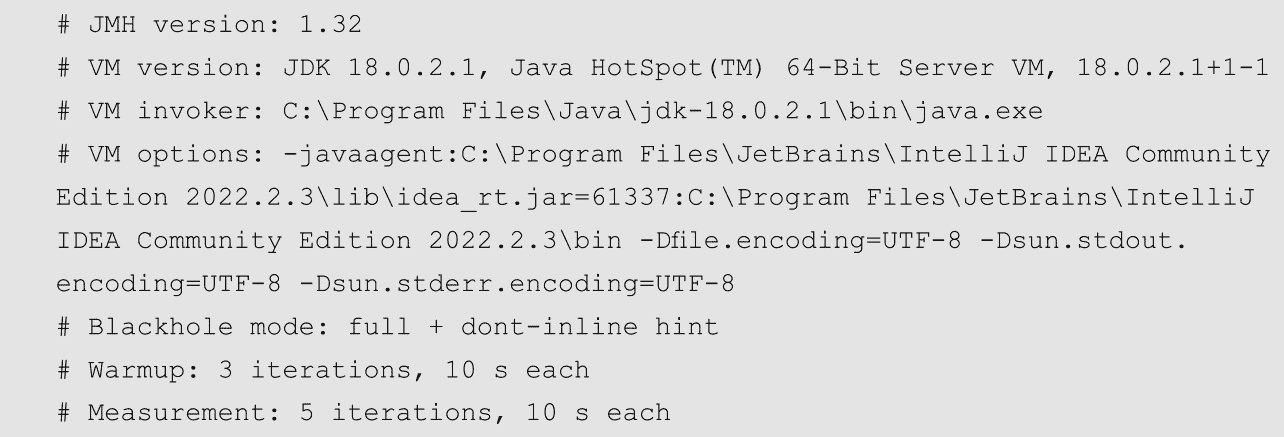 # JMH version: 1.32
# VM version: JDK 18.0.2.1, Java HotSpot(TM) 64-Bit Server VM, 18.0.2.1+1-1
# VM invoker: C:\Program Files\Java\jdk-18.0.2.1\bin\java.exe
# VM options: -javaagent:C:\Program Files\JetBrains\IntelliJ IDEA Community
Edition 2022.2.3\lib\idea_rt.jar=61337:C:\Program Files\JetBrains\IntelliJ
IDEA Community Edition 2022.2.3\bin -Dfile.encoding=UTF-8 -Dsun.stdout.
encoding=UTF-8 -Dsun.stderr.encoding=UTF-8
# Blackhole mode: full + dont-inline hint
# Warmup: 3 iterations, 10 s each
# Measurement: 5 iterations, 10 s each